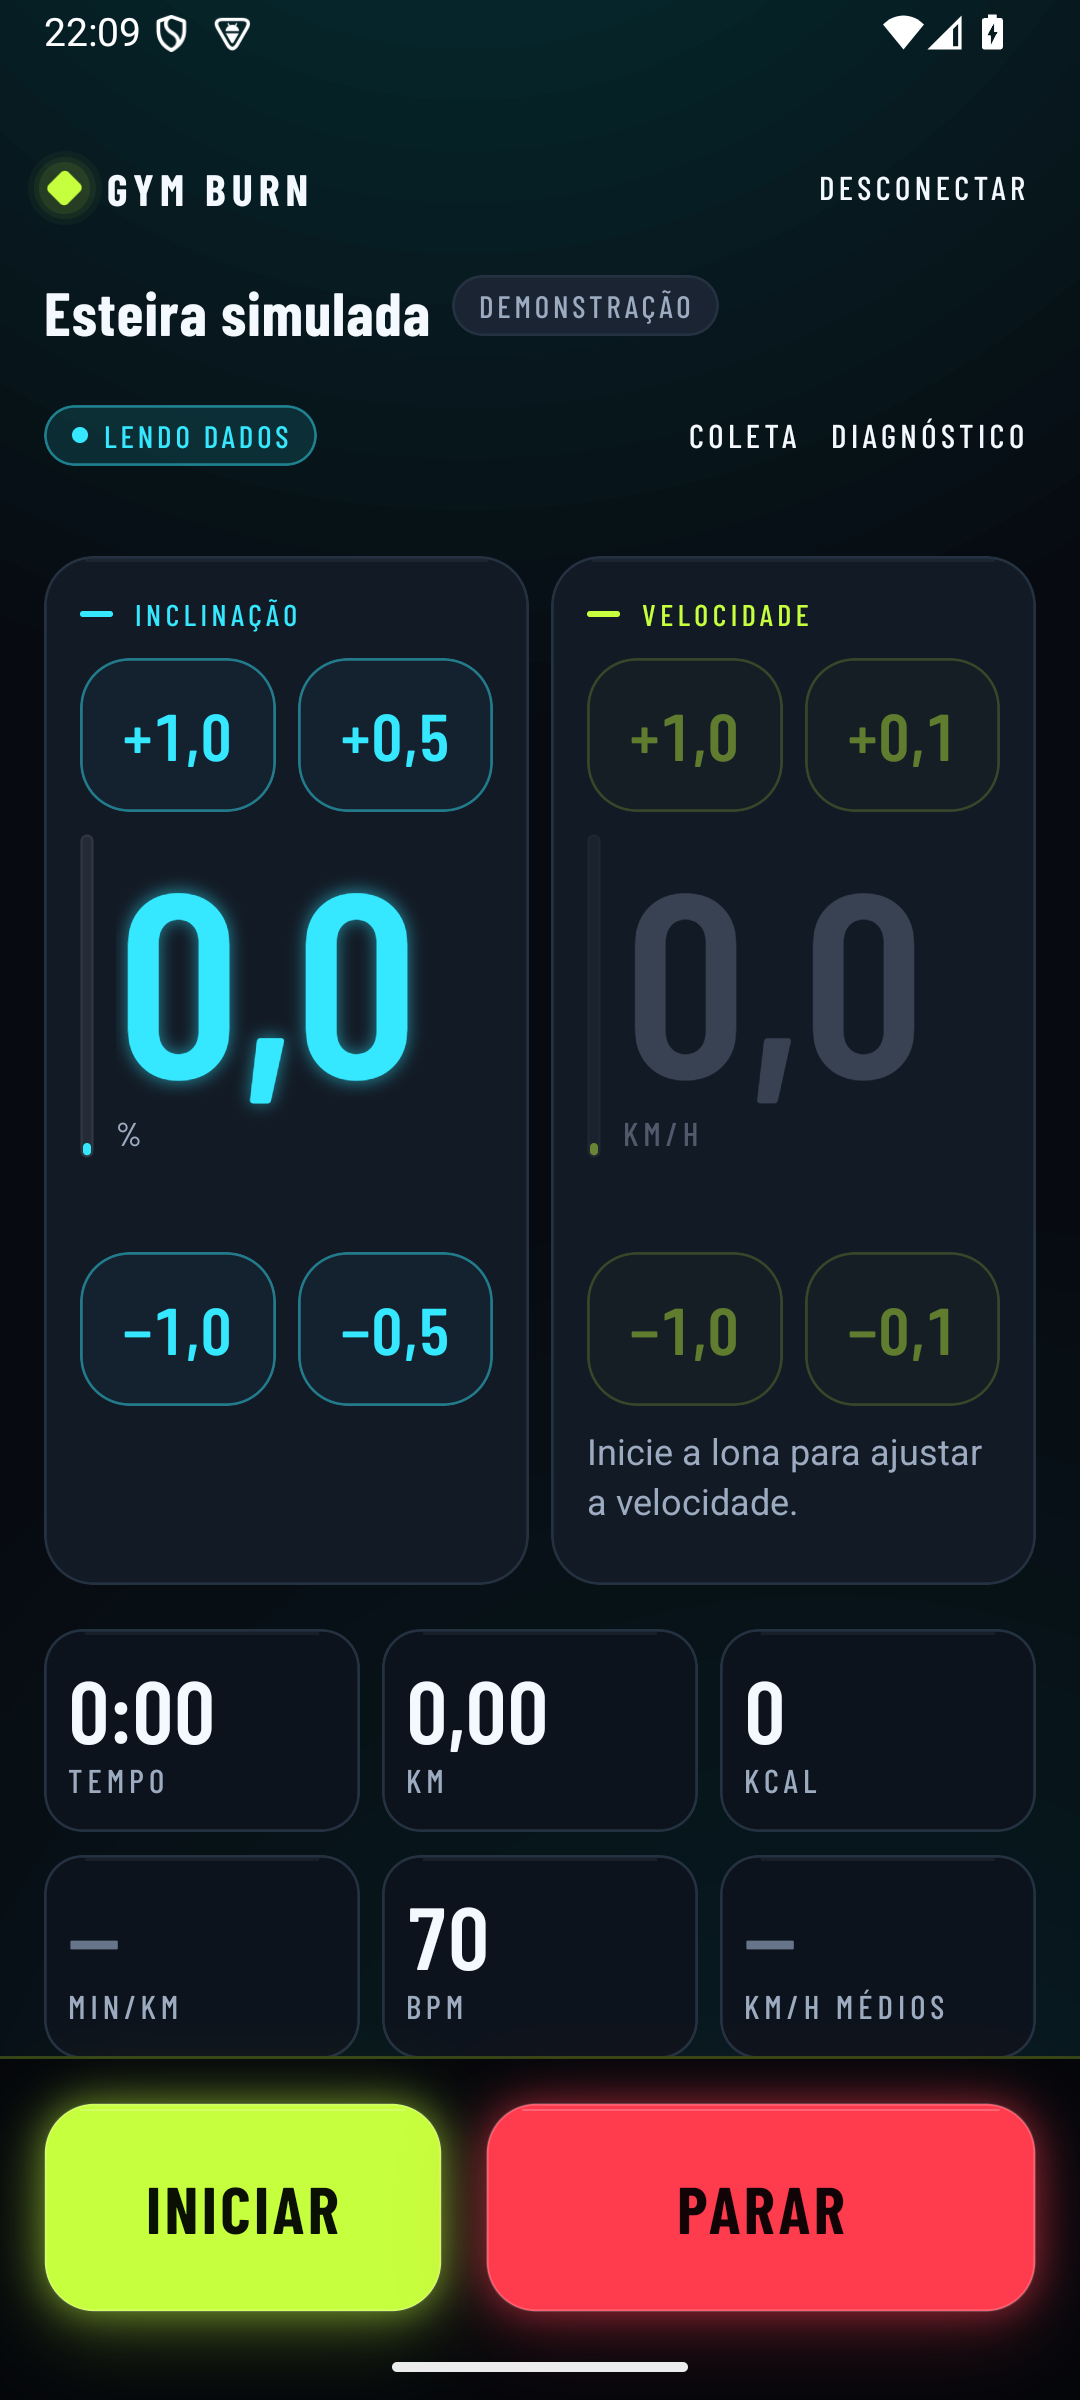 22:09
GYM BURN
DESCONECTAR
Esteira simulada
DEMONSTRAÇÃO
LENDO DADOS
COLETA
DIAGNÓSTICO
INCLINAÇÃO
+1,0
+0,5
0,0
%
−1,0
−0,5
VELOCIDADE
+1,0
+0,1
0,0
KM/H
−1,0
−0,1
Inicie a lona para ajustar
a velocidade.
0:00
TEMPO
0,00
KM
0
KCAL
—
MIN/KM
70
BPM
—
KM/H MÉDIOS
INICIAR
PARAR